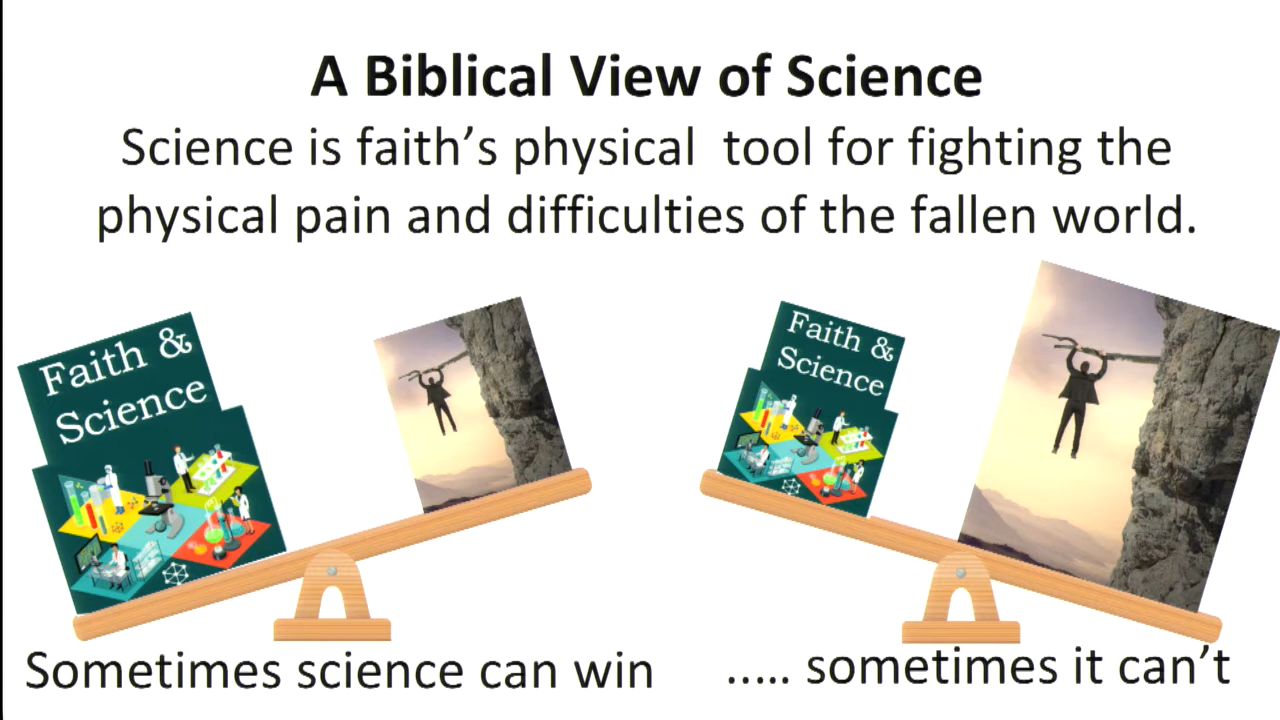 A Biblical View of Science
Science is faith’s physical tool for fighting the
physical pain and difficulties of the fallen world.
Faith &
Science
Faith &
Science
Sometimes science can win
..... sometimes it can’t